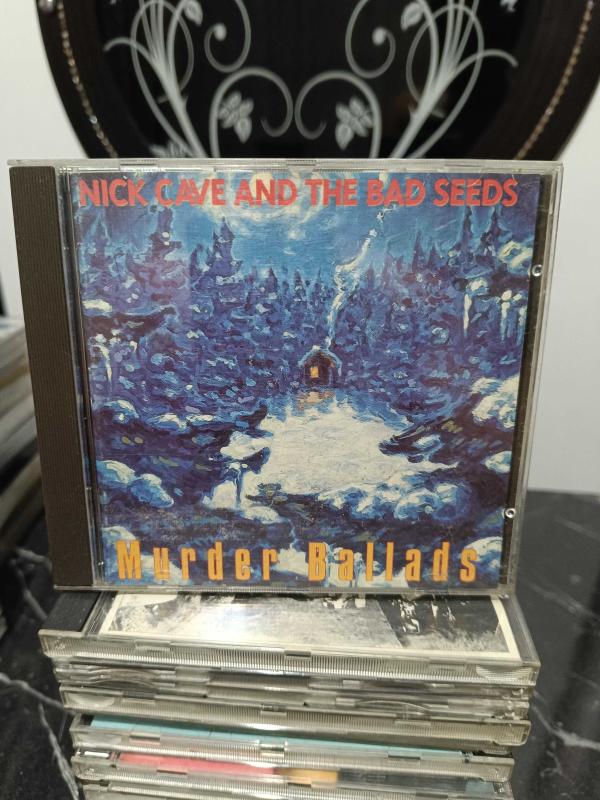 NICK CAVE AND THE BAD SEEDS
Murder Ballads